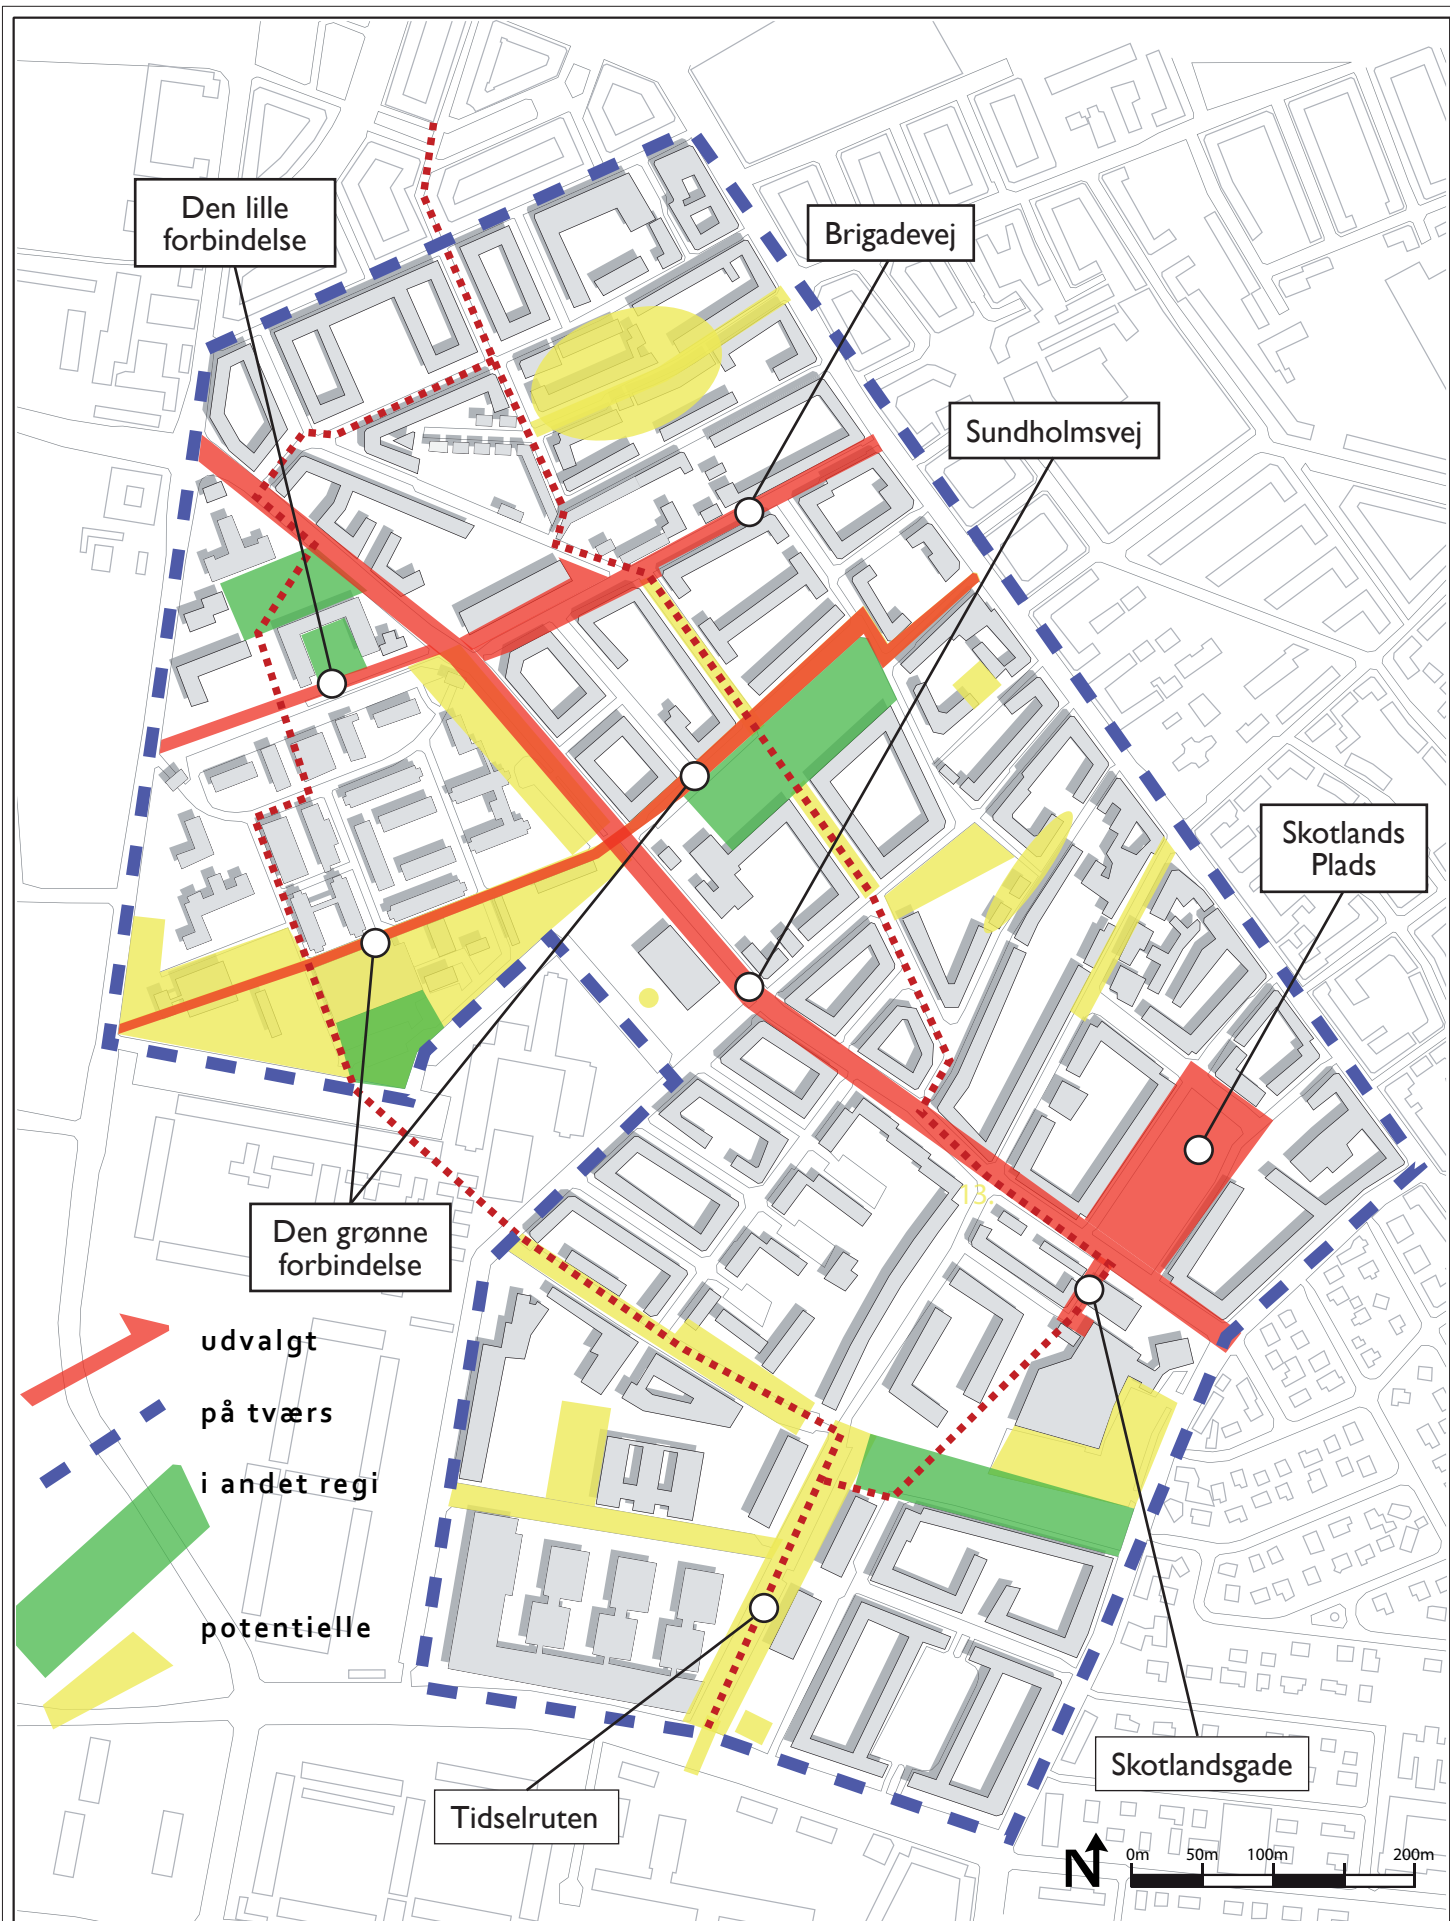 Den lille
forbindelse
Brigadevej
Sundholmsvej
Skotlands
Plads
13.
Den grønne
forbindelse
udvalgt
på tværs
i andet regi
potentielle
Skotlandsgade
Tidselruten
N
0m 50m 100m 200m